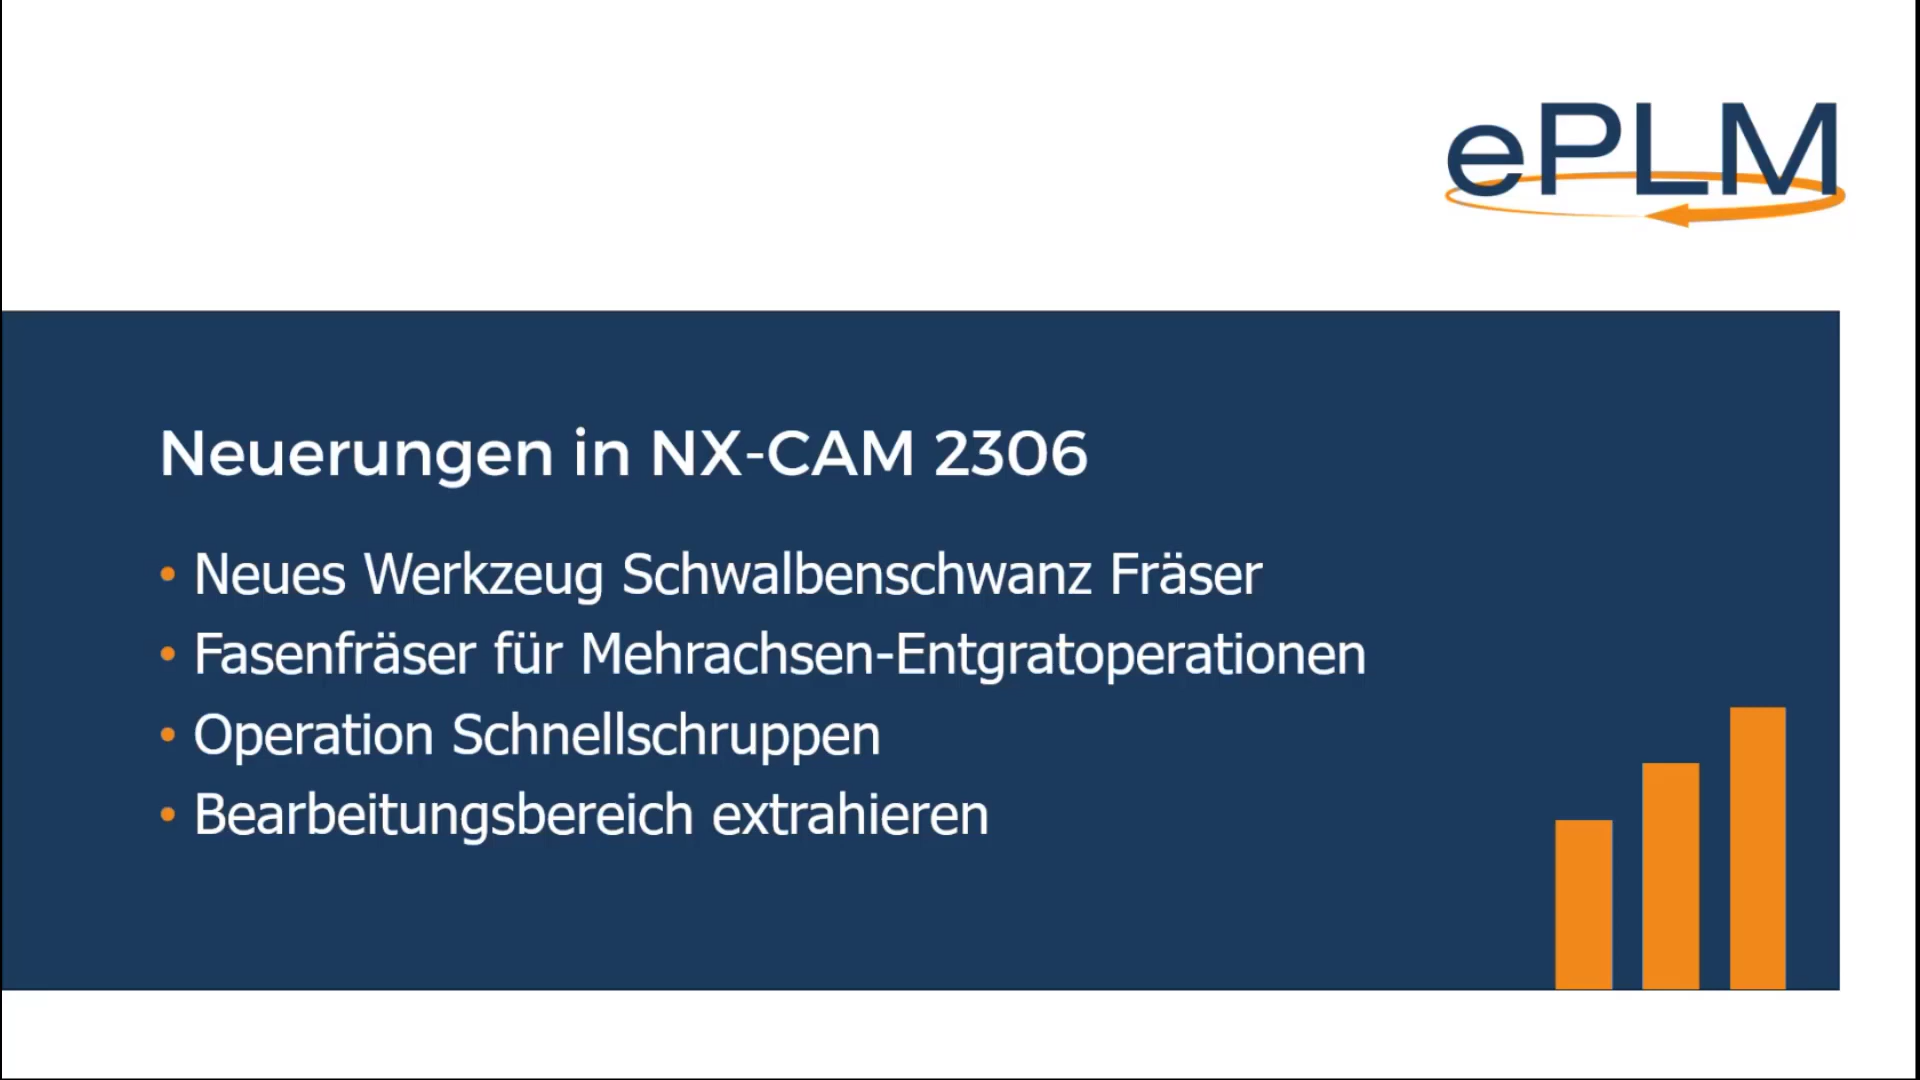 ePLM
Neuerungen in NX-CAM 2306
• Neues Werkzeug Schwalbenschwanz Fräser
• Fasenfräser für Mehrachsen-Entgratoperationen
• Operation Schnellschruppen
• Bearbeitungsbereich extrahieren